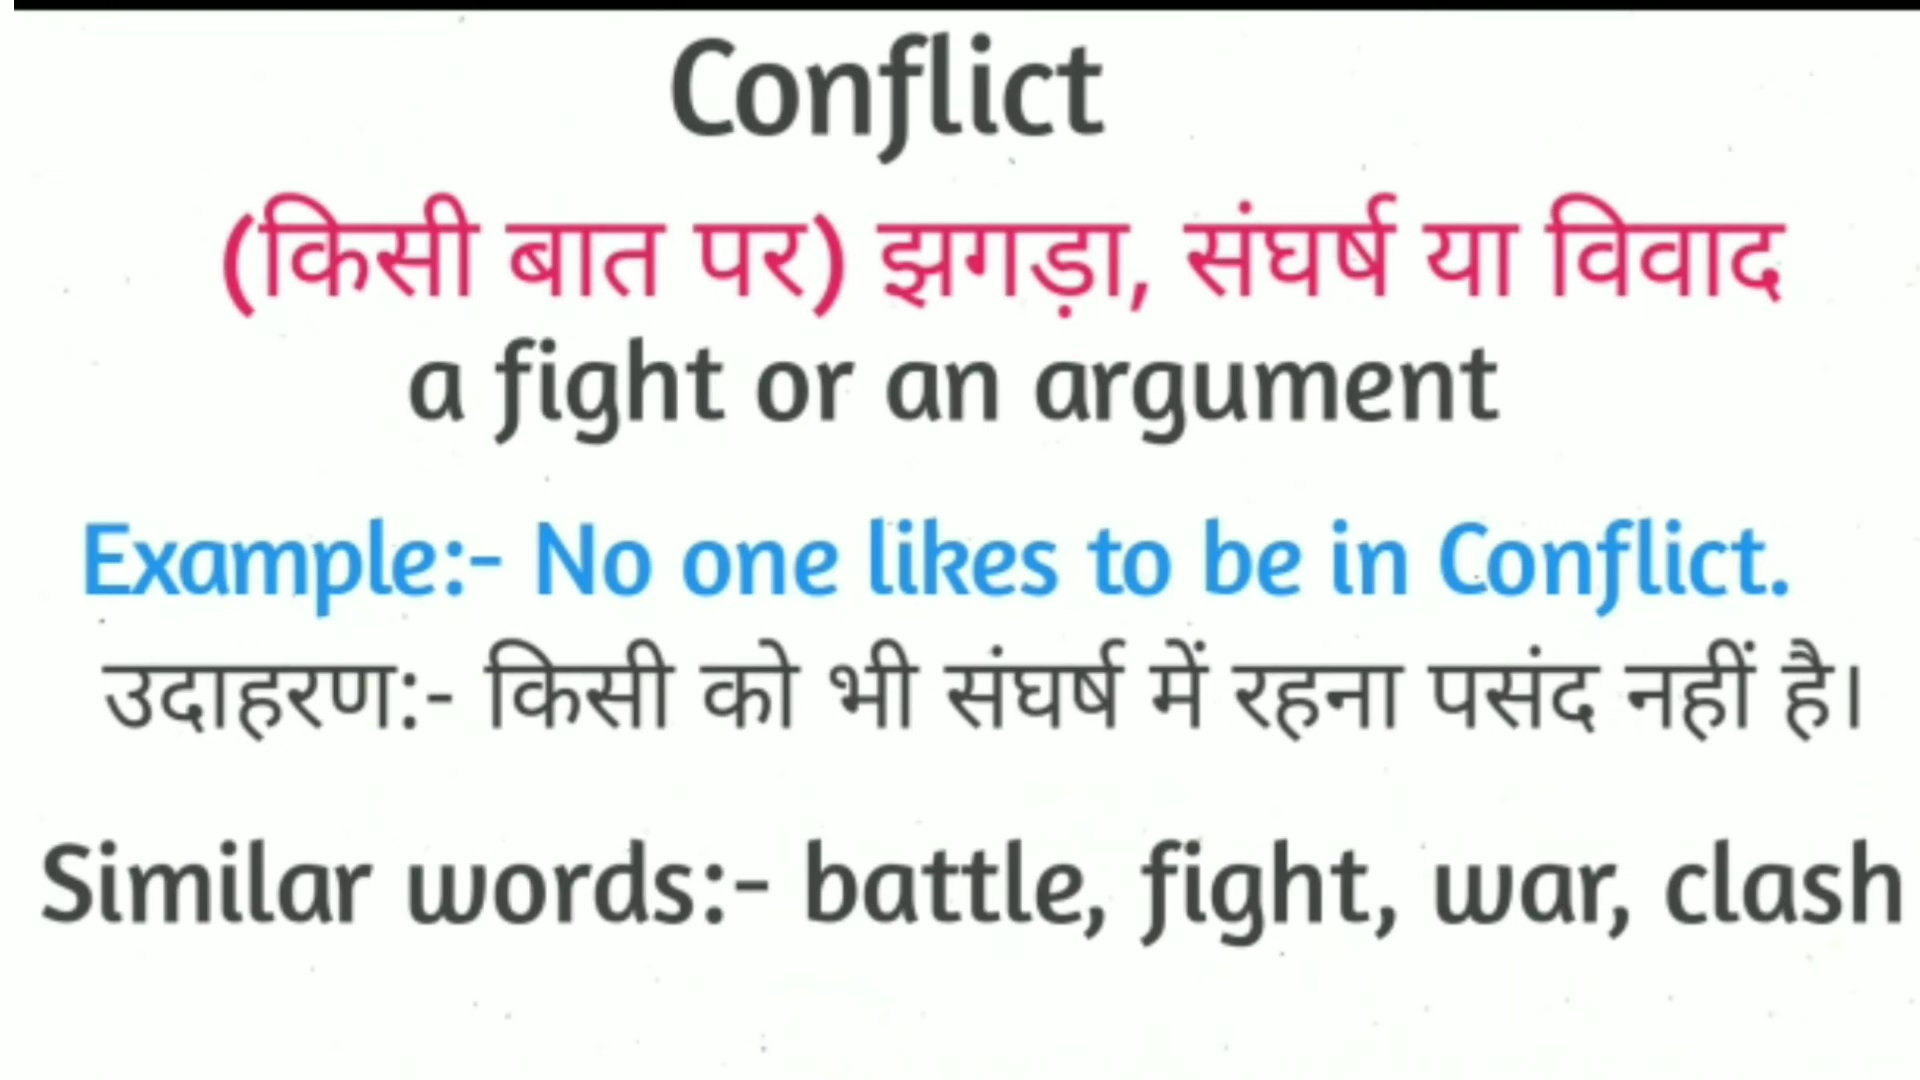 Conflict
(किसी बात पर) झगड़ा, संघर्ष या विवाद
a fight or an argument
Example:- No one likes to be in Conflict.
उदाहरण:- किसी को भी संघर्ष में रहना पसंद नहीं है।
Similar words:- battle, fight, war, clash